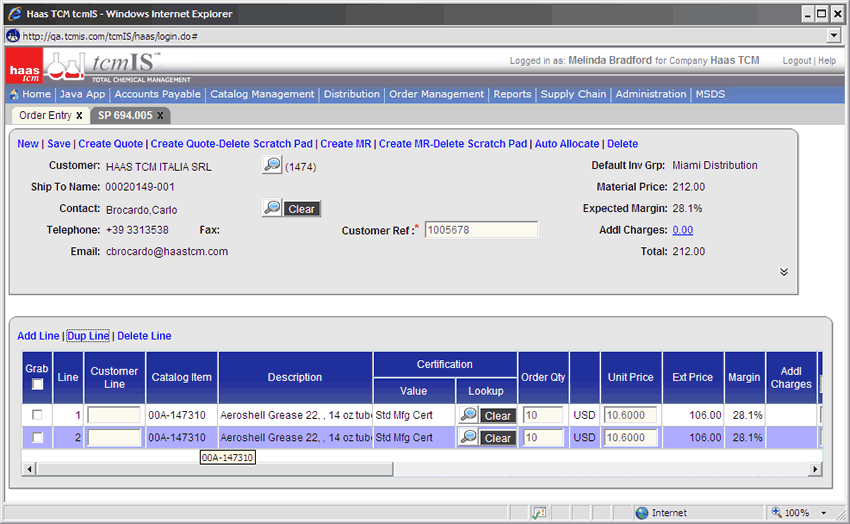 Haas TCM tcmIS - Windows Internet Explorer
http://qa.tcmis.com/tcmIS/haas/login.do#
haas tcm tcmIS™ TOTAL CHEMICAL MANAGEMENT
Logged in as: Melinda Bradford for Company Haas TCM Logout | Help
Home | Java App | Accounts Payable | Catalog Management | Distribution | Order Management | Reports | Supply Chain | Administration | MSDS
Order Entry x SP 694.005 x
New | Save | Create Quote | Create Quote-Delete Scratch Pad | Create MR | Create MR-Delete Scratch Pad | Auto Allocate | Delete
Customer: HAAS TCM ITALIA SRL (1474) Default Inv Grp: Miami Distribution
Ship To Name: 00020149-001 Material Price: 212.00
Contact: Brocardo,Carlo Clear Expected Margin: 28.1%
Telephone: +39 3313538 Fax: Customer Ref :* 1005678 Addl Charges: 0.00
Email: cbrocardo@haastcm.com Total: 212.00
Add Line | Dup Line | Delete Line
Grab Line Customer Line Catalog Item Description Certification Value Lookup Order Qty Unit Price Ext Price Margin Addl Charges
1 00A-147310 Aeroshell Grease 22, , 14 oz tube Std Mfg Cert Clear 10 USD 10.6000 106.00 28.1%
2 00A-147310 Aeroshell Grease 22, , 14 oz tube Std Mfg Cert Clear 10 USD 10.6000 106.00 28.1%
00A-147310
Internet 100%